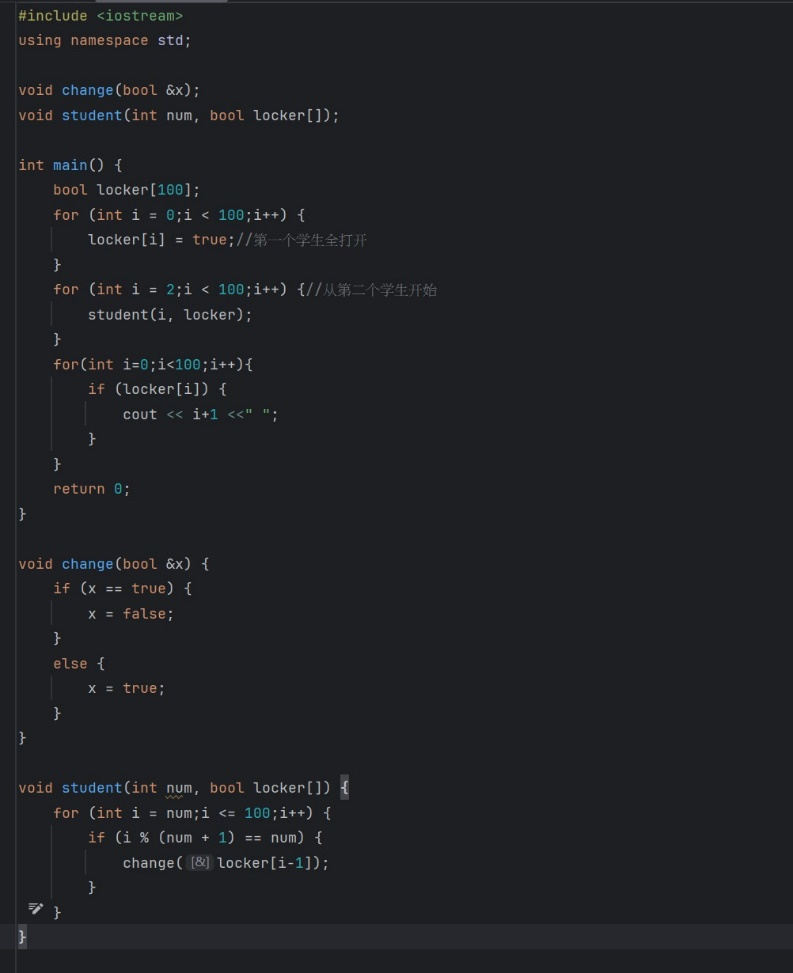 #include <iostream>
using namespace std;
void change(bool &x);
void student(int num, bool locker[]);
int main() {
bool locker[100];
for (int i = 0;i < 100;i++) {
locker[i] = true;//第一个学生全打开
}
for (int i = 2;i < 100;i++) {//从第二个学生开始
student(i, locker);
}
for(int i=0;i<100;i++){
if (locker[i]) {
cout << i+1 <<" ";
}
}
return 0;
}
void change(bool &x) {
if (x == true) {
x = false;
}
else {
x = true;
}
}
void student(int num, bool locker[]) {
for (int i = num;i <= 100;i++) {
if (i % (num + 1) == num) {
change( [&] locker[i-1]);
}
}
}